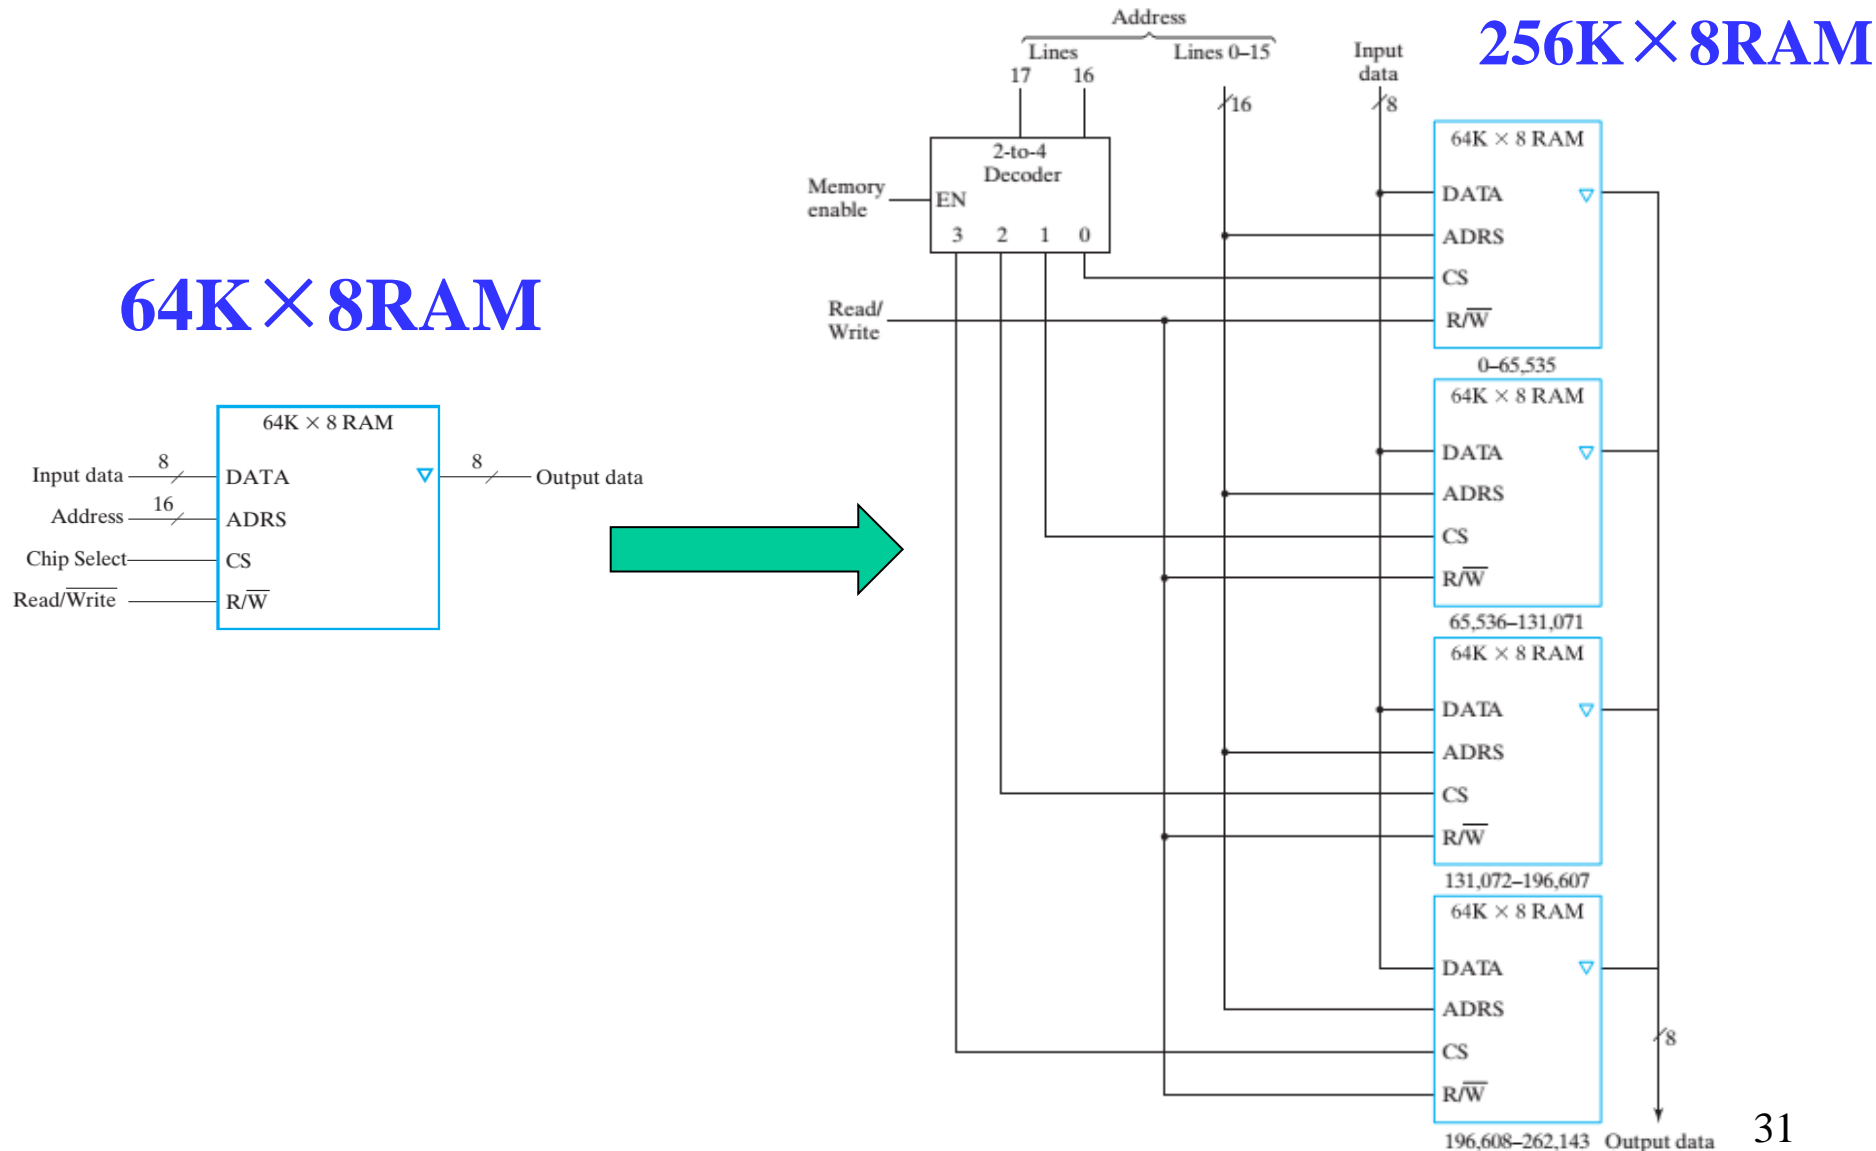 64K×8RAM
64K × 8 RAM
Input data
8
DATA
8
Output data
Address
16
ADRS
Chip Select
CS
Read/W̅r̅i̅t̅e̅
R/W̅
256K×8RAM
Address
Lines
Lines 0–15
17
16
16
Input
data
8
2-to-4
Decoder
Memory
enable
EN
3 2 1 0
Read/
Write
64K × 8 RAM
DATA
ADRS
CS
R/W̅
0–65,535
64K × 8 RAM
DATA
ADRS
CS
R/W̅
65,536–131,071
64K × 8 RAM
DATA
ADRS
CS
R/W̅
131,072–196,607
64K × 8 RAM
DATA
ADRS
CS
R/W̅
196,608–262,143
8
Output data
31